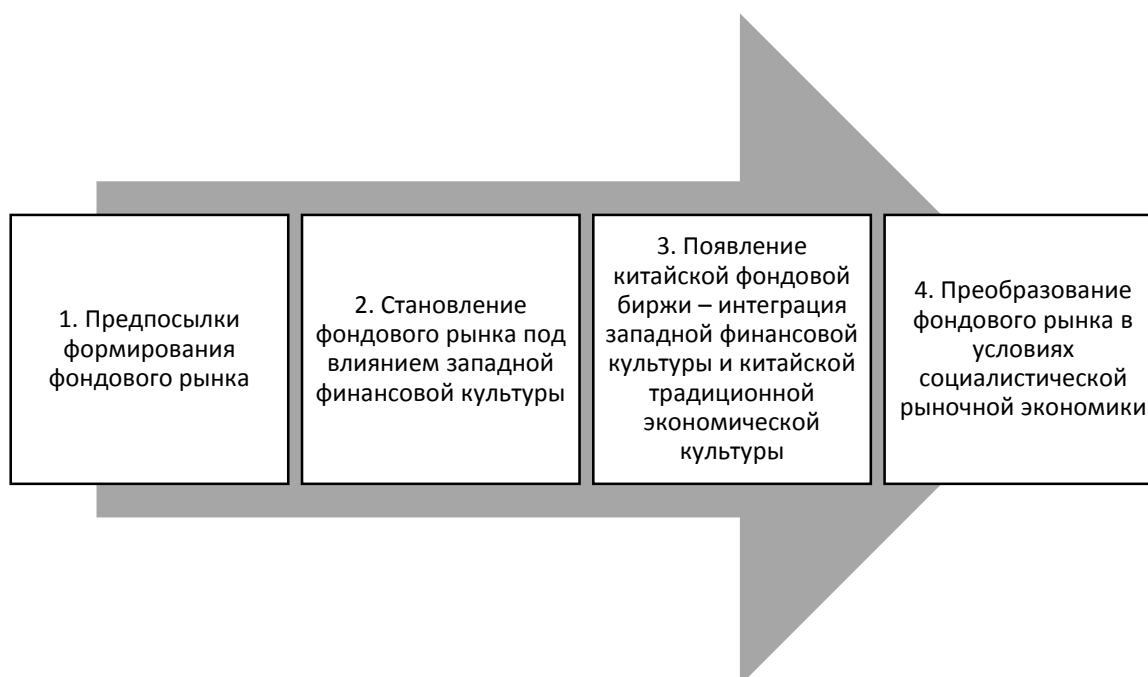 1. Предпосылки
формирования
фондового рынка
2. Становление
фондового рынка под
влиянием западной
финансовой культуры
3. Появление
китайской фондовой
биржи – интеграция
западной финансовой
культуры и китайской
традиционной
экономической
культуры
4. Преобразование
фондового рынка в
условиях
социалистической
рыночной экономики